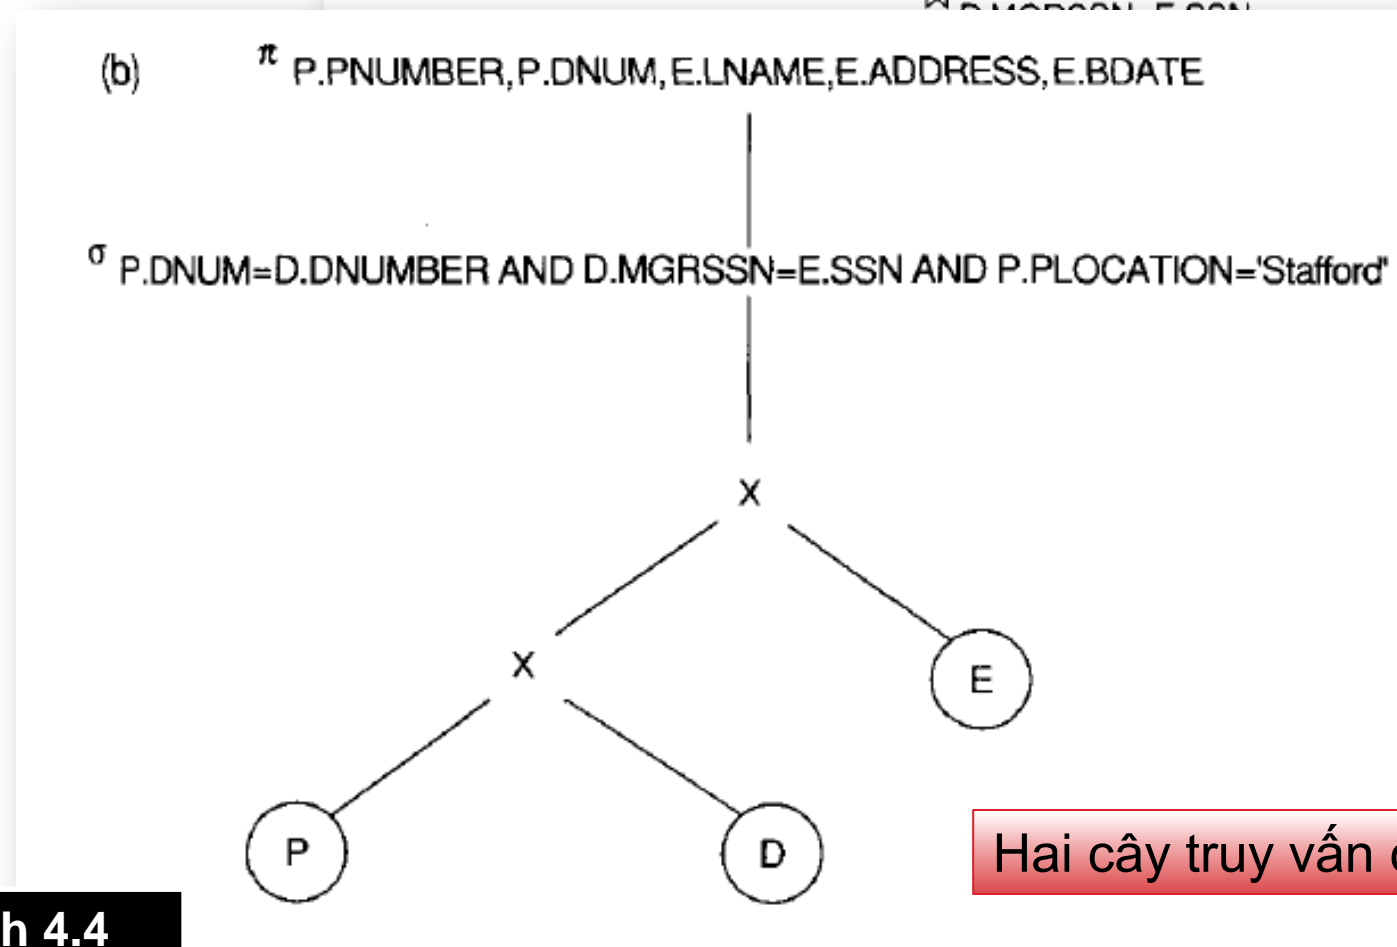 (b) π P.PNUMBER,P.DNUM,E.LNAME,E.ADDRESS,E.BDATE
σ P.DNUM=D.DNUMBER AND D.MGRSSN=E.SSN AND P.PLOCATION='Stafford'
X
X
E
P
D
Hai cây truy vấn
h 4.4